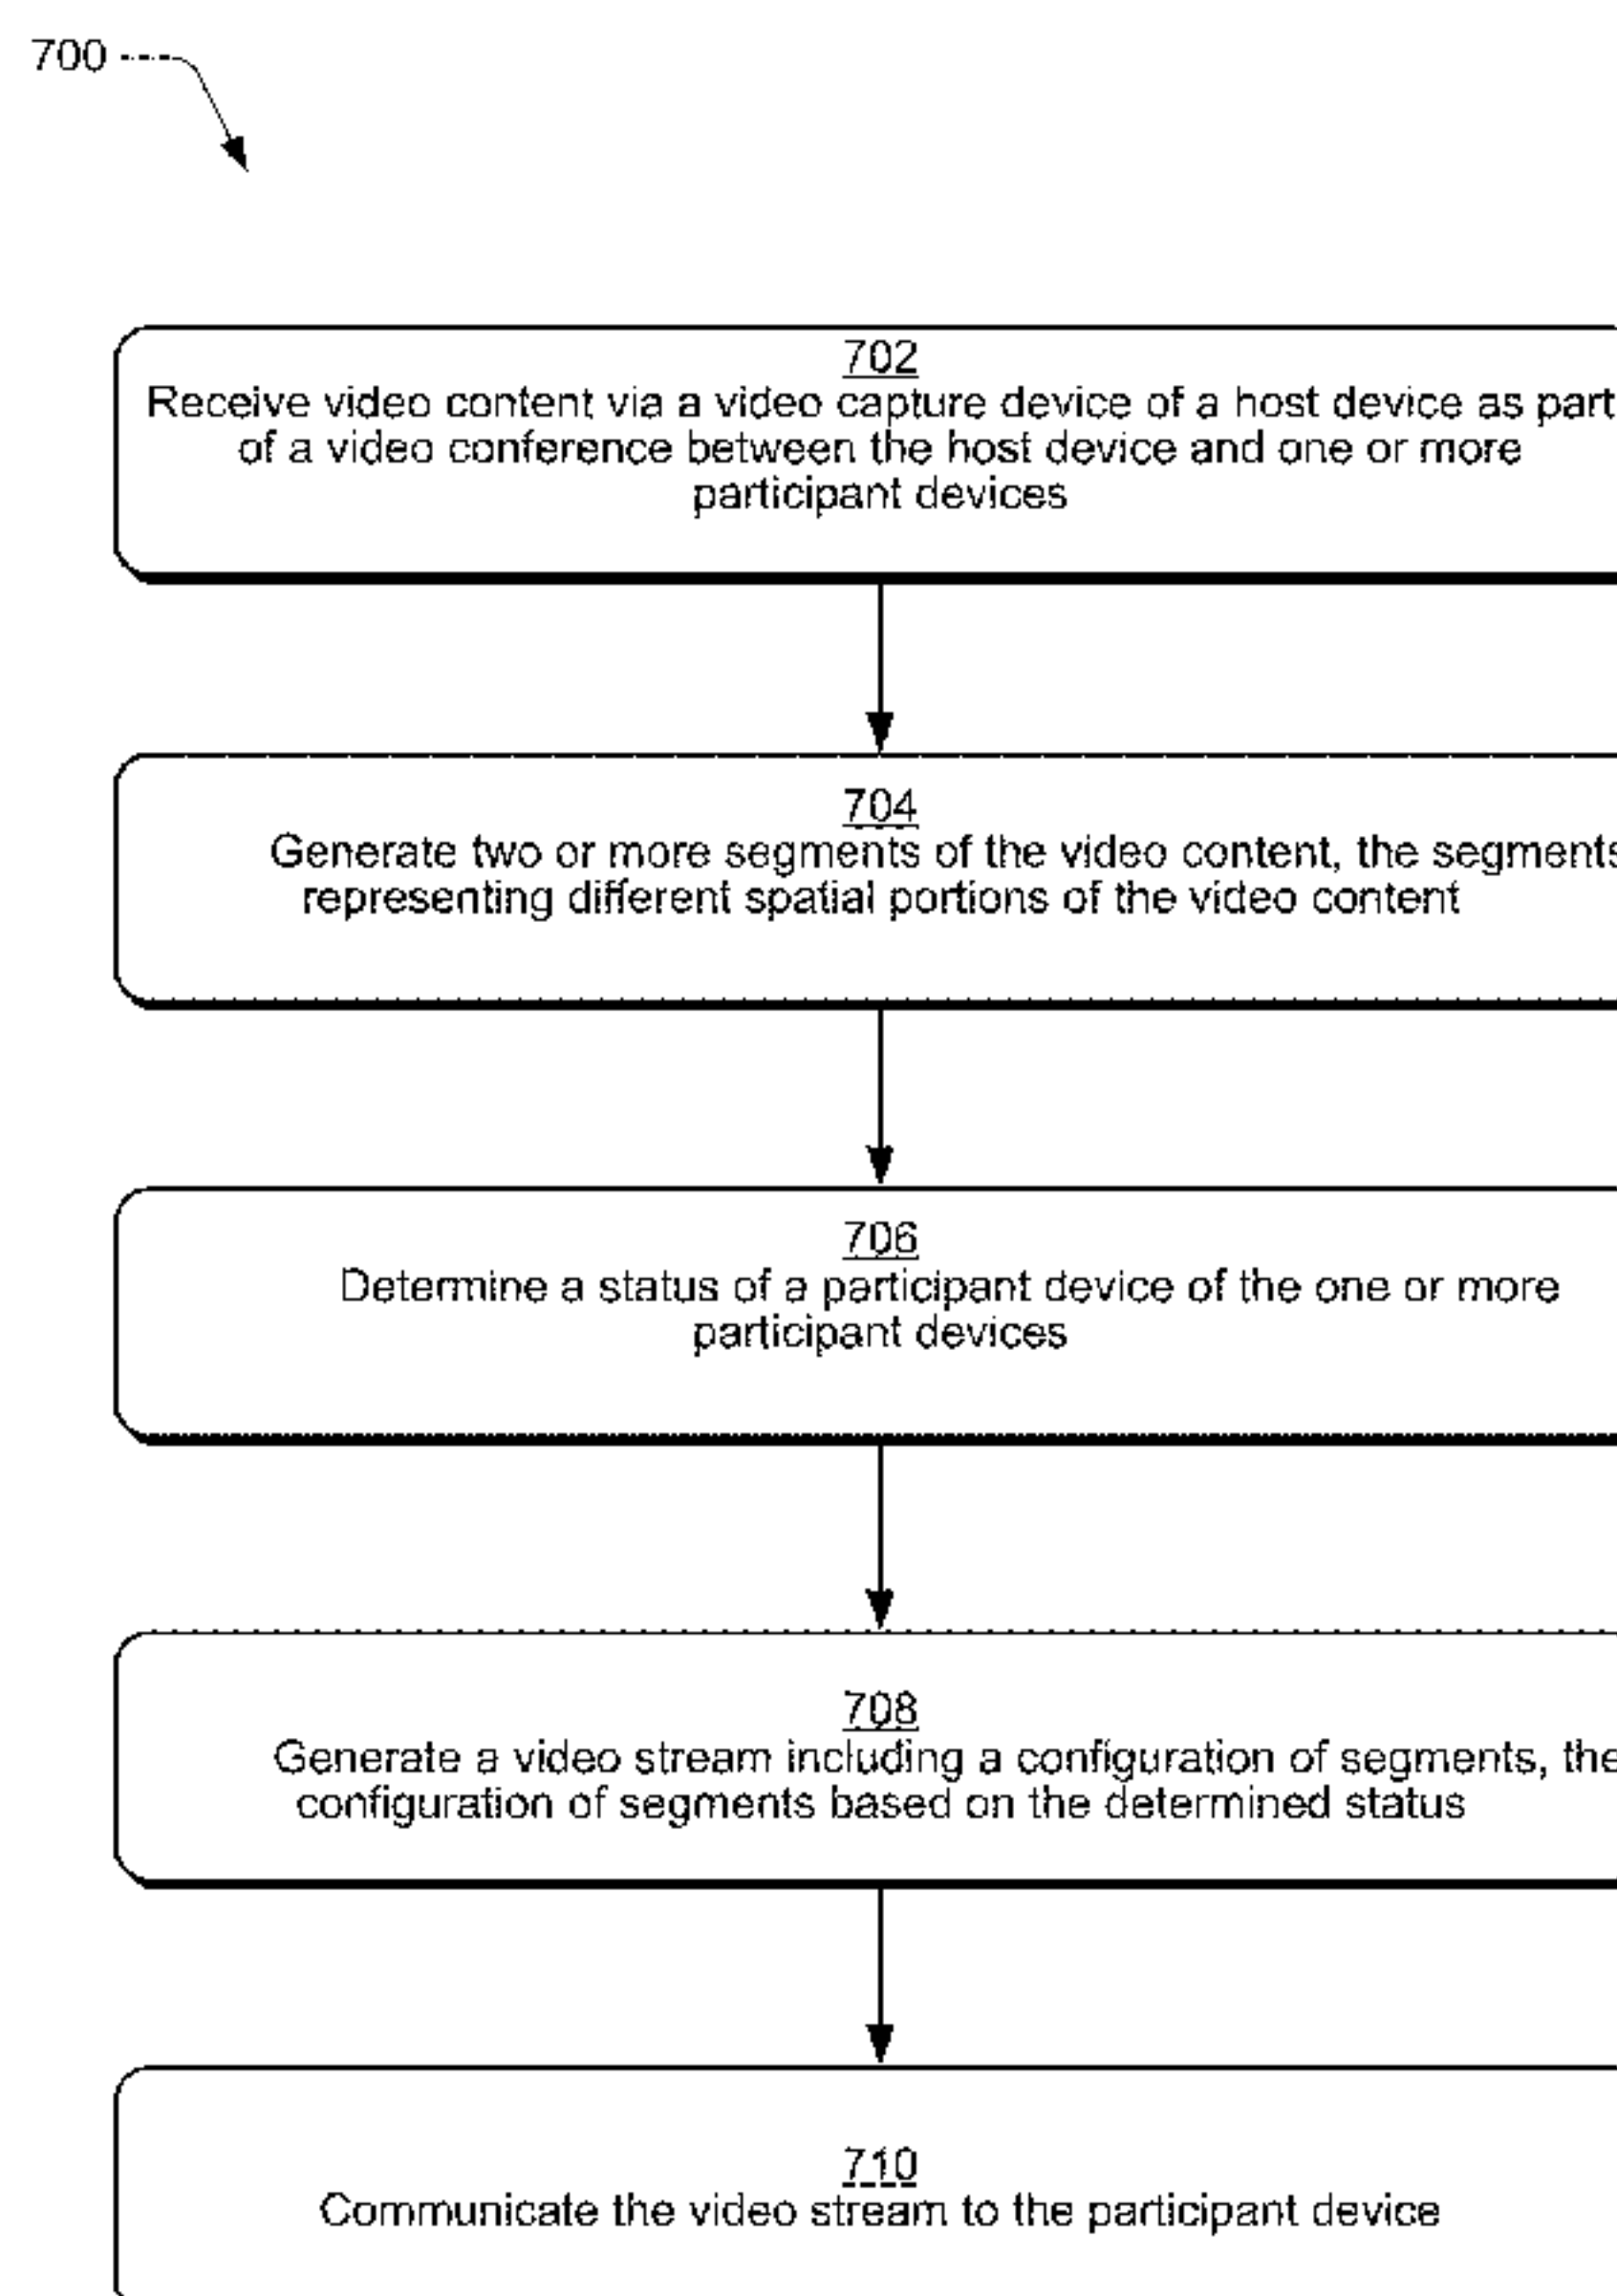 700
702
Receive video content via a video capture device of a host device as part
of a video conference between the host device and one or more
participant devices
704
Generate two or more segments of the video content, the segments
representing different spatial portions of the video content
706
Determine a status of a participant device of the one or more
participant devices
708
Generate a video stream including a configuration of segments, the
configuration of segments based on the determined status
710
Communicate the video stream to the participant device